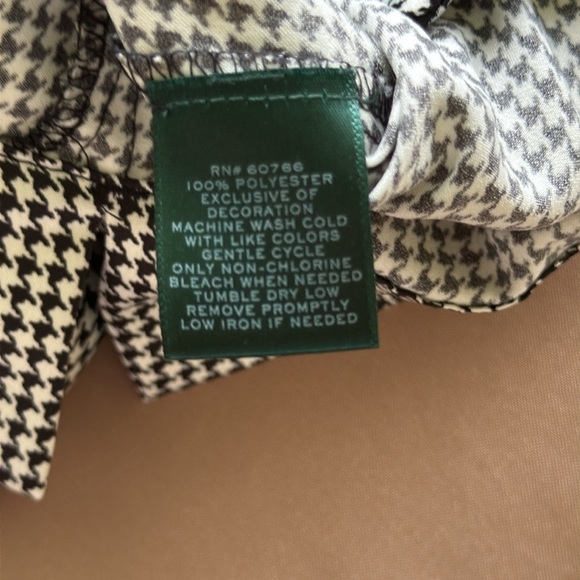 RN# 60766
100% POLYESTER
EXCLUSIVE OF
DECORATION
MACHINE WASH COLD
WITH LIKE COLORS
GENTLE CYCLE
ONLY NON-CHLORINE
BLEACH WHEN NEEDED
TUMBLE DRY LOW
REMOVE PROMPTLY
LOW IRON IF NEEDED